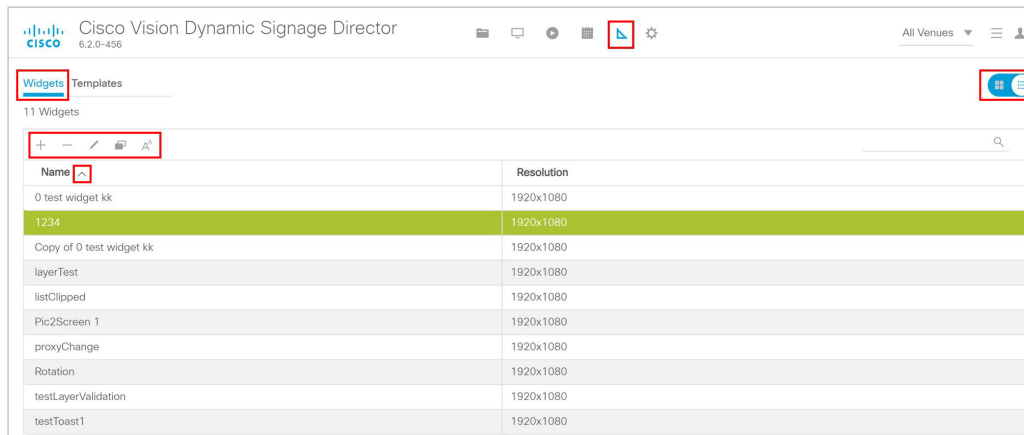 Cisco Vision Dynamic Signage Director
CISCO 6.2.0-456
All Venues
Widgets Templates
11 Widgets
Name Resolution
0 test widget kk 1920x1080
1234 1920x1080
Copy of 0 test widget kk 1920x1080
layerTest 1920x1080
listClipped 1920x1080
Pic2Screen 1 1920x1080
proxyChange 1920x1080
Rotation 1920x1080
testLayerValidation 1920x1080
testToast1 1920x1080